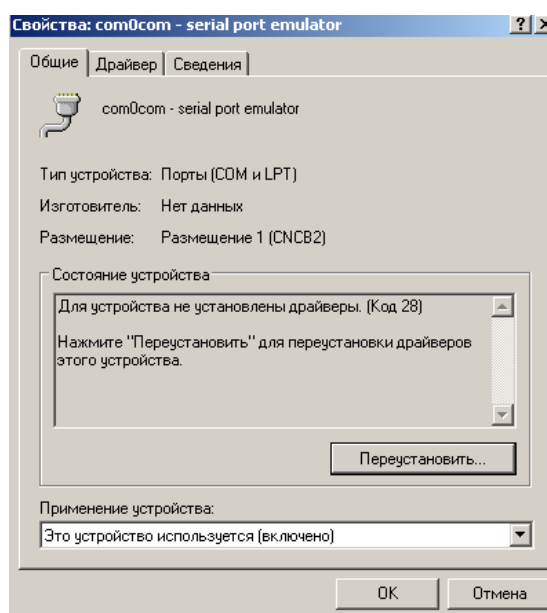 Свойства: com0com - serial port emulator
Общие Драйвер Сведения
com0com - serial port emulator
Тип устройства: Порты (COM и LPT)
Изготовитель: Нет данных
Размещение: Размещение 1 (CNCB2)
Состояние устройства
Для устройства не установлены драйверы. (Код 28)
Нажмите "Переустановить" для переустановки драйверов
этого устройства.
Переустановить...
Применение устройства:
Это устройство используется (включено)
OK Отмена